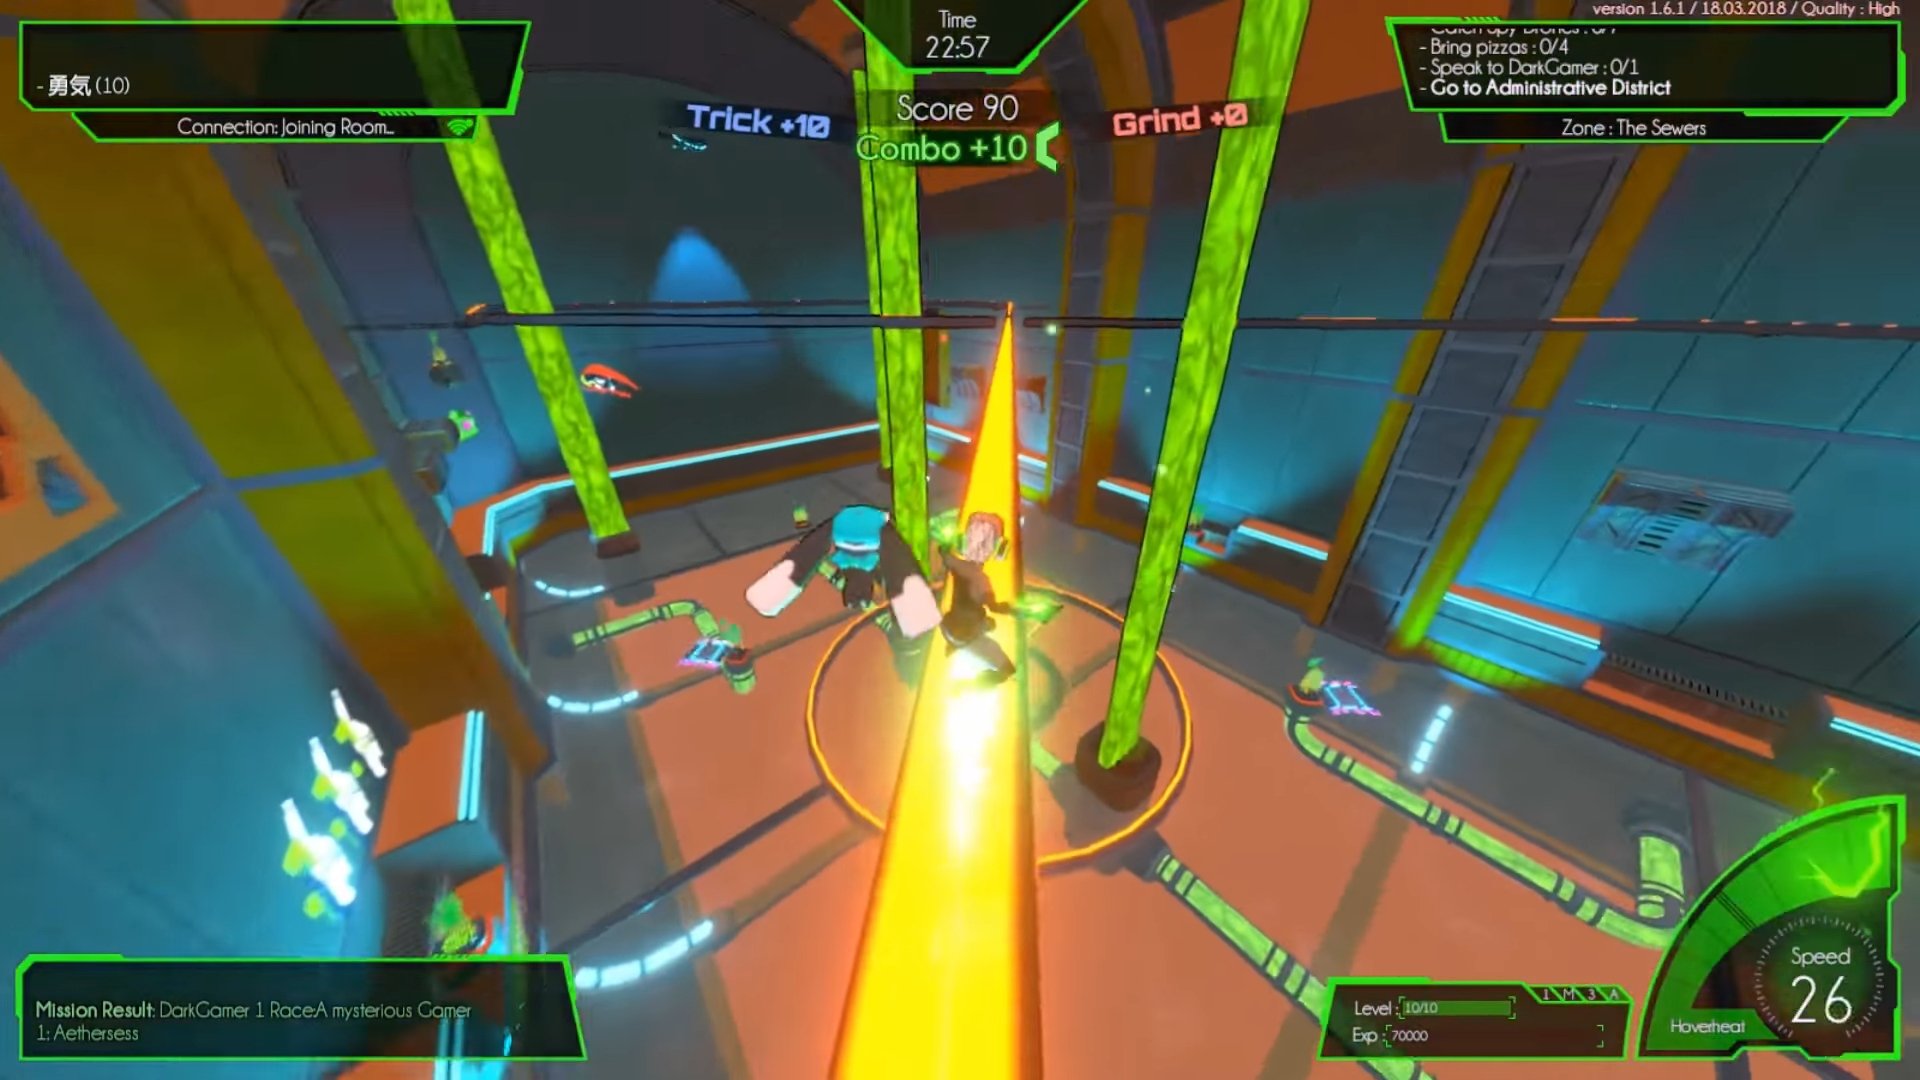 version 1.6.1 / 18.03.2018 / Quality : High
Time
22:57
- 勇気 (10)
Connection: Joining Room...
Trick +10
Score 90
Combo +10
Grind +0
- Bring pizzas : 0/4
- Speak to DarkGamer : 0/1
- Go to Administrative District
Zone : The Sewers
Mission Result: DarkGamer 1 Race:A mysterious Gamer
1: Aethersess
Level : 10/10
Exp : 70000
1 M 3 A
Hoverheat
Speed
26